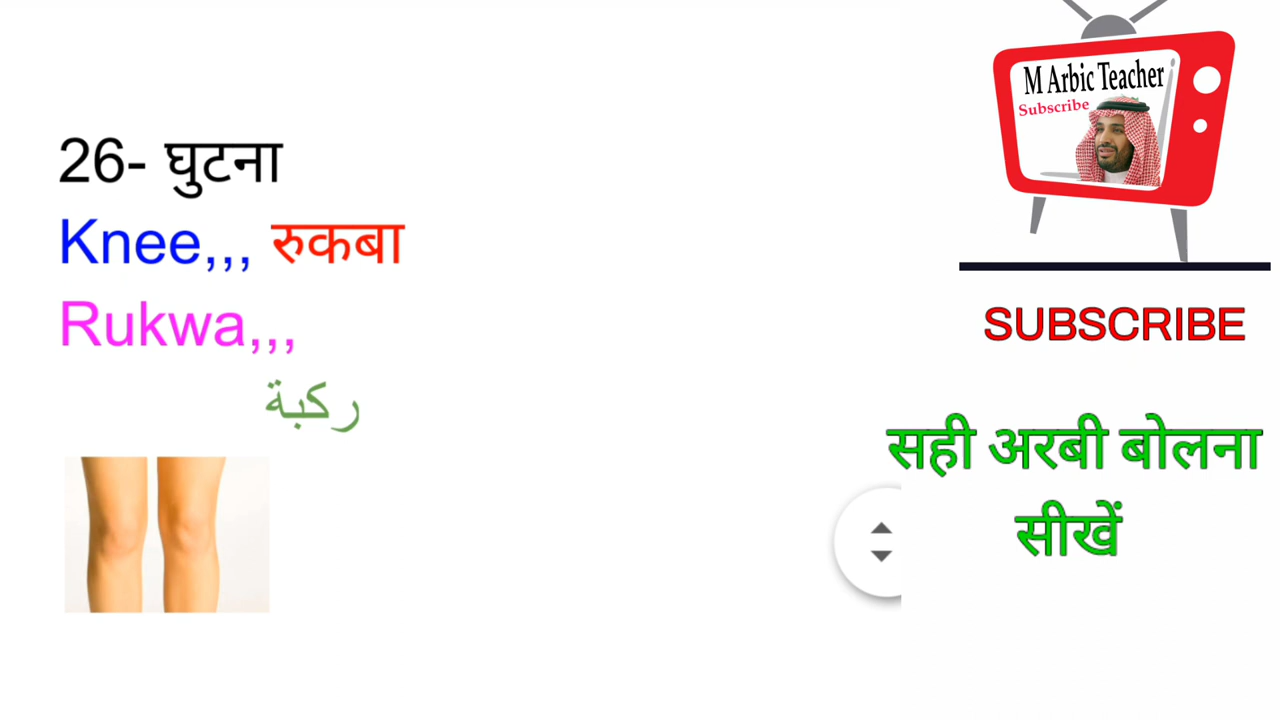 26- घुटना
Knee,,, रुकबा
Rukwa,,,
ركبة
M Arbic Teacher
Subscribe
SUBSCRIBE
सही अरबी बोलना
सीखें